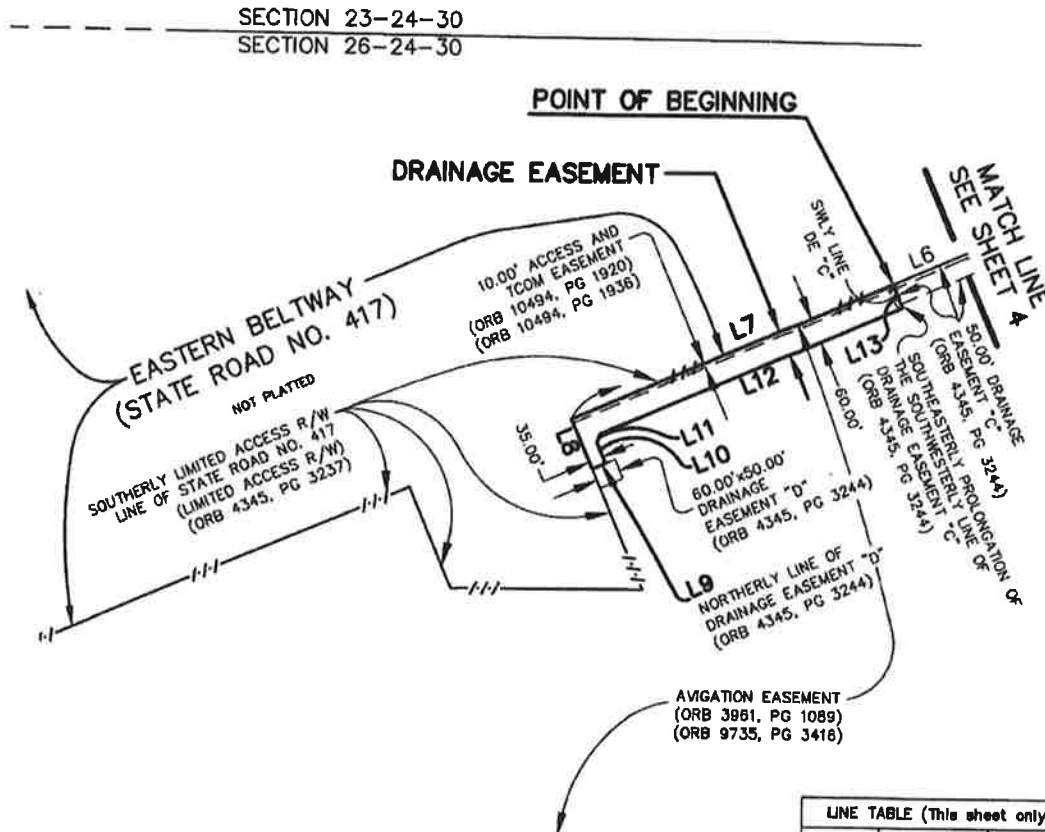 SECTION 23-24-30
SECTION 26-24-30
POINT OF BEGINNING
DRAINAGE EASEMENT
MATCH LINE
SEE SHEET 4
SWLY LINE
DE "C"
L6
10.00' ACCESS AND
TCOM EASEMENT
(ORB 10494, PG 1920)
(ORB 10494, PG 1936)
EASTERN BELTWAY
(STATE ROAD NO. 417)
NOT PLATTED
L7
L12
L13
60.00'
50.00' DRAINAGE
EASEMENT "C"
(ORB 4345, PG 3244)
SOUTHEASTERLY PROLONGATION OF
THE SOUTHWESTERLY LINE OF
DRAINAGE EASEMENT "C"
(ORB 4345, PG 3244)
SOUTHERLY LIMITED ACCESS R/W
LINE OF STATE ROAD NO. 417
(LIMITED ACCESS R/W)
(ORB 4345, PG 3237)
35.00'
L8
L11
L10
60.00'x50.00'
DRAINAGE
EASEMENT "D"
(ORB 4345, PG 3244)
L9
NORTHERLY LINE OF
DRAINAGE EASEMENT "D"
(ORB 4345, PG 3244)
AVIGATION EASEMENT
(ORB 3961, PG 1089)
(ORB 9735, PG 3418)
LINE TABLE (This sheet only